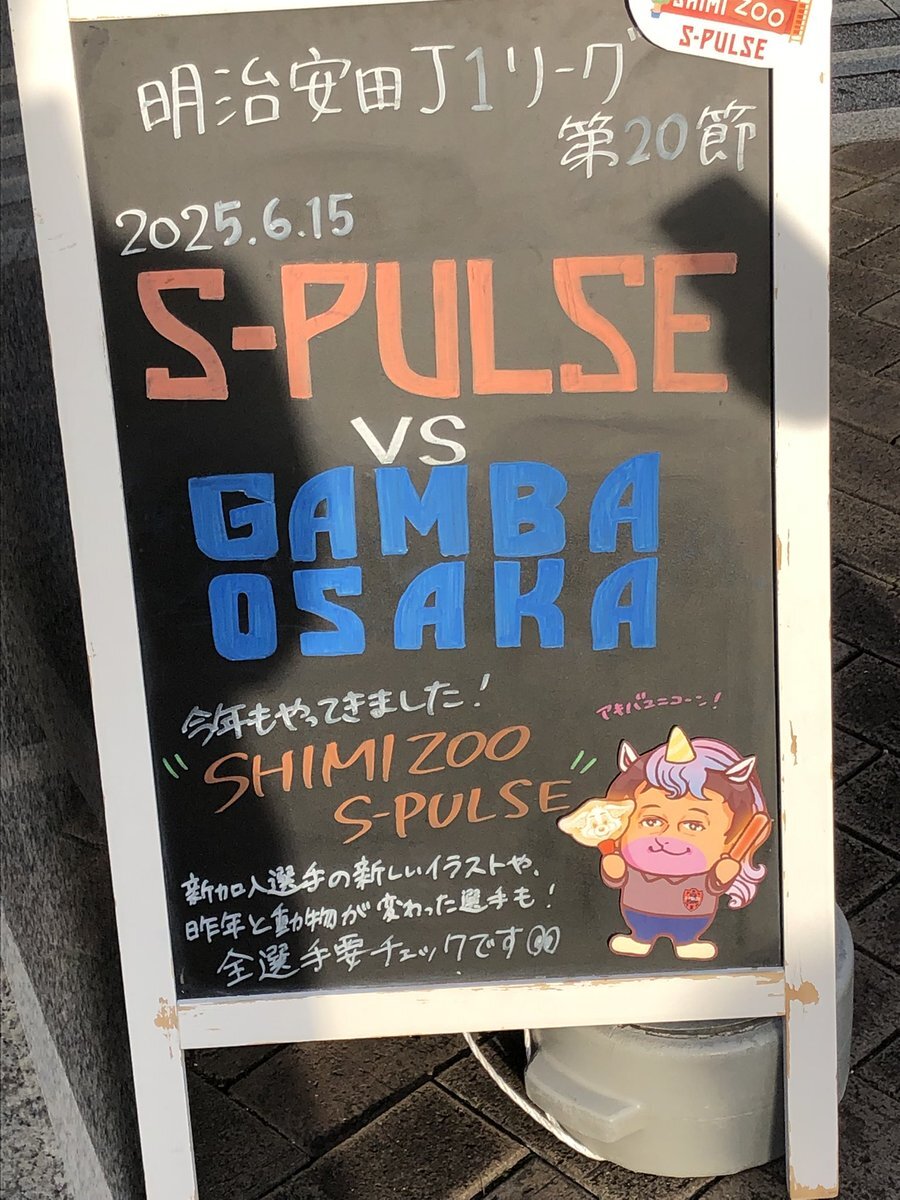 SHIMI ZOO
S-PULSE
明治安田J1リーグ
第20節
2025.6.15
S-PULSE
VS
GAMBA
OSAKA
今年もやってきました!
"SHIMIZOO
S-PULSE"
アキバユニコーン!
新加入選手の新しいイラストや、
昨年と動物が変わった選手も!
全選手要チェックです